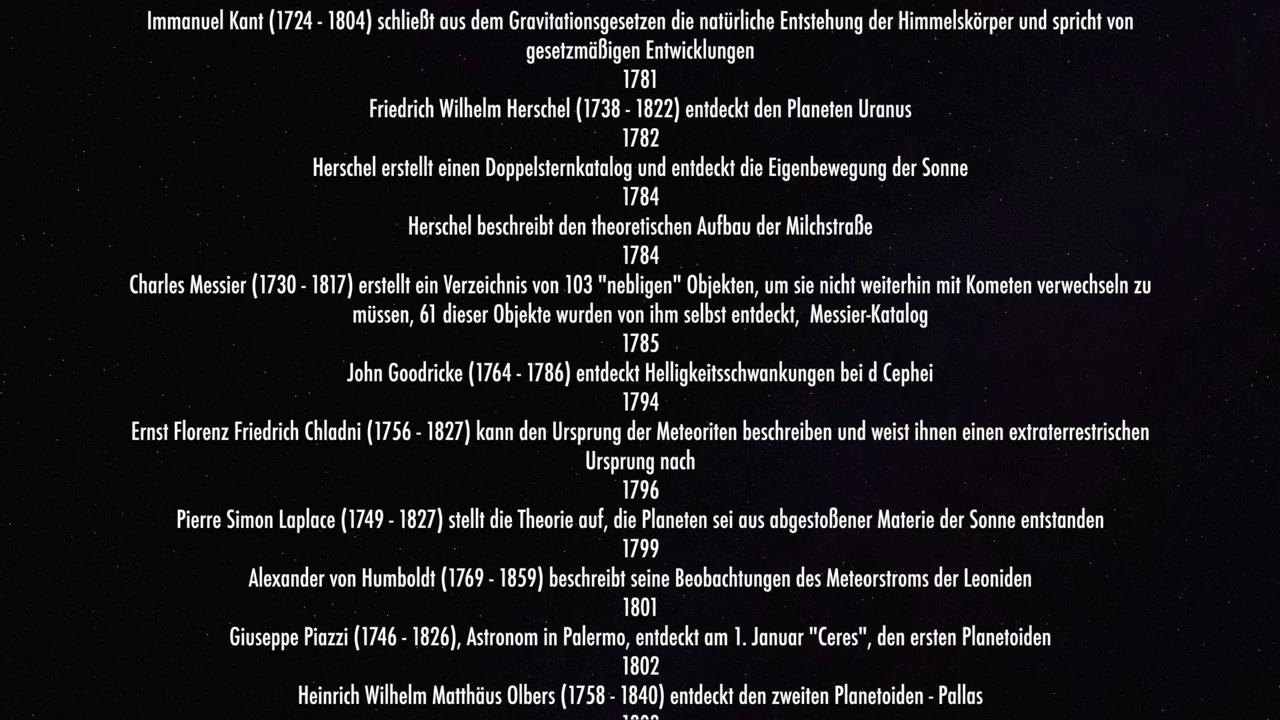 Immanuel Kant (1724 - 1804) schließt aus dem Gravitationsgesetzen die natürliche Entstehung der Himmelskörper und spricht von
gesetzmäßigen Entwicklungen
1781
Friedrich Wilhelm Herschel (1738 - 1822) entdeckt den Planeten Uranus
1782
Herschel erstellt einen Doppelsternkatalog und entdeckt die Eigenbewegung der Sonne
1784
Herschel beschreibt den theoretischen Aufbau der Milchstraße
1784
Charles Messier (1730 - 1817) erstellt ein Verzeichnis von 103 "nebligen" Objekten, um sie nicht weiterhin mit Kometen verwechseln zu
müssen, 61 dieser Objekte wurden von ihm selbst entdeckt,  Messier-Katalog
1785
John Goodricke (1764 - 1786) entdeckt Helligkeitsschwankungen bei d Cephei
1794
Ernst Florenz Friedrich Chladni (1756 - 1827) kann den Ursprung der Meteoriten beschreiben und weist ihnen einen extraterrestrischen
Ursprung nach
1796
Pierre Simon Laplace (1749 - 1827) stellt die Theorie auf, die Planeten sei aus abgestoßener Materie der Sonne entstanden
1799
Alexander von Humboldt (1769 - 1859) beschreibt seine Beobachtungen des Meteorstroms der Leoniden
1801
Giuseppe Piazzi (1746 - 1826), Astronom in Palermo, entdeckt am 1. Januar "Ceres", den ersten Planetoiden
1802
Heinrich Wilhelm Matthäus Olbers (1758 - 1840) entdeckt den zweiten Planetoiden - Pallas